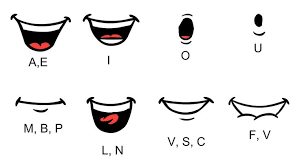 A,E
I
O
U
M, B, P
L, N
V, S, C
F, V